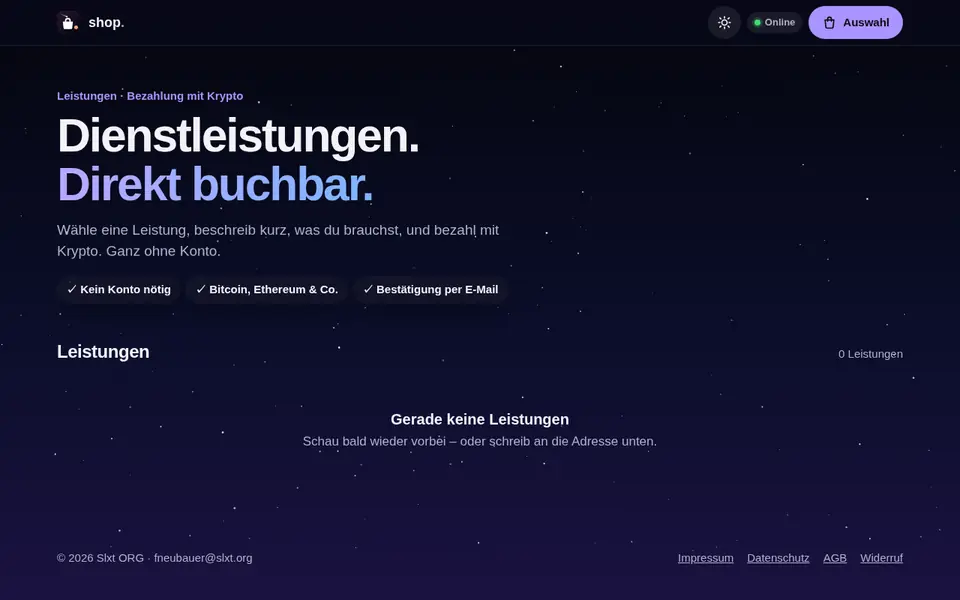 shop.
Online
Auswahl
Leistungen · Bezahlung mit Krypto
Dienstleistungen.
Direkt buchbar.
Wähle eine Leistung, beschreib kurz, was du brauchst, und bezahl mit
Krypto. Ganz ohne Konto.
✓ Kein Konto nötig
✓ Bitcoin, Ethereum & Co.
✓ Bestätigung per E-Mail
Leistungen
0 Leistungen
Gerade keine Leistungen
Schau bald wieder vorbei – oder schreib an die Adresse unten.
© 2026 Slxt ORG · fneubauer@slxt.org
Impressum
Datenschutz
AGB
Widerruf